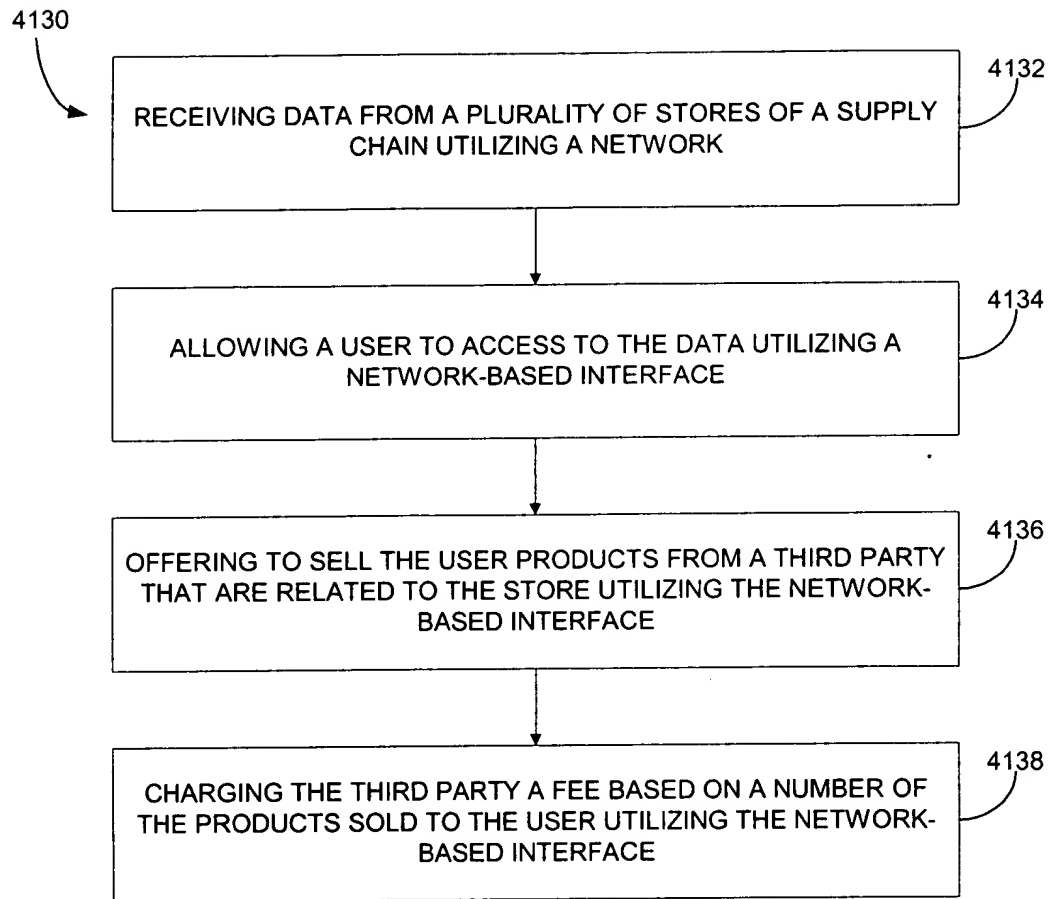 4130
4132
RECEIVING DATA FROM A PLURALITY OF STORES OF A SUPPLY
CHAIN UTILIZING A NETWORK
4134
ALLOWING A USER TO ACCESS TO THE DATA UTILIZING A
NETWORK-BASED INTERFACE
4136
OFFERING TO SELL THE USER PRODUCTS FROM A THIRD PARTY
THAT ARE RELATED TO THE STORE UTILIZING THE NETWORK-
BASED INTERFACE
4138
CHARGING THE THIRD PARTY A FEE BASED ON A NUMBER OF
THE PRODUCTS SOLD TO THE USER UTILIZING THE NETWORK-
BASED INTERFACE